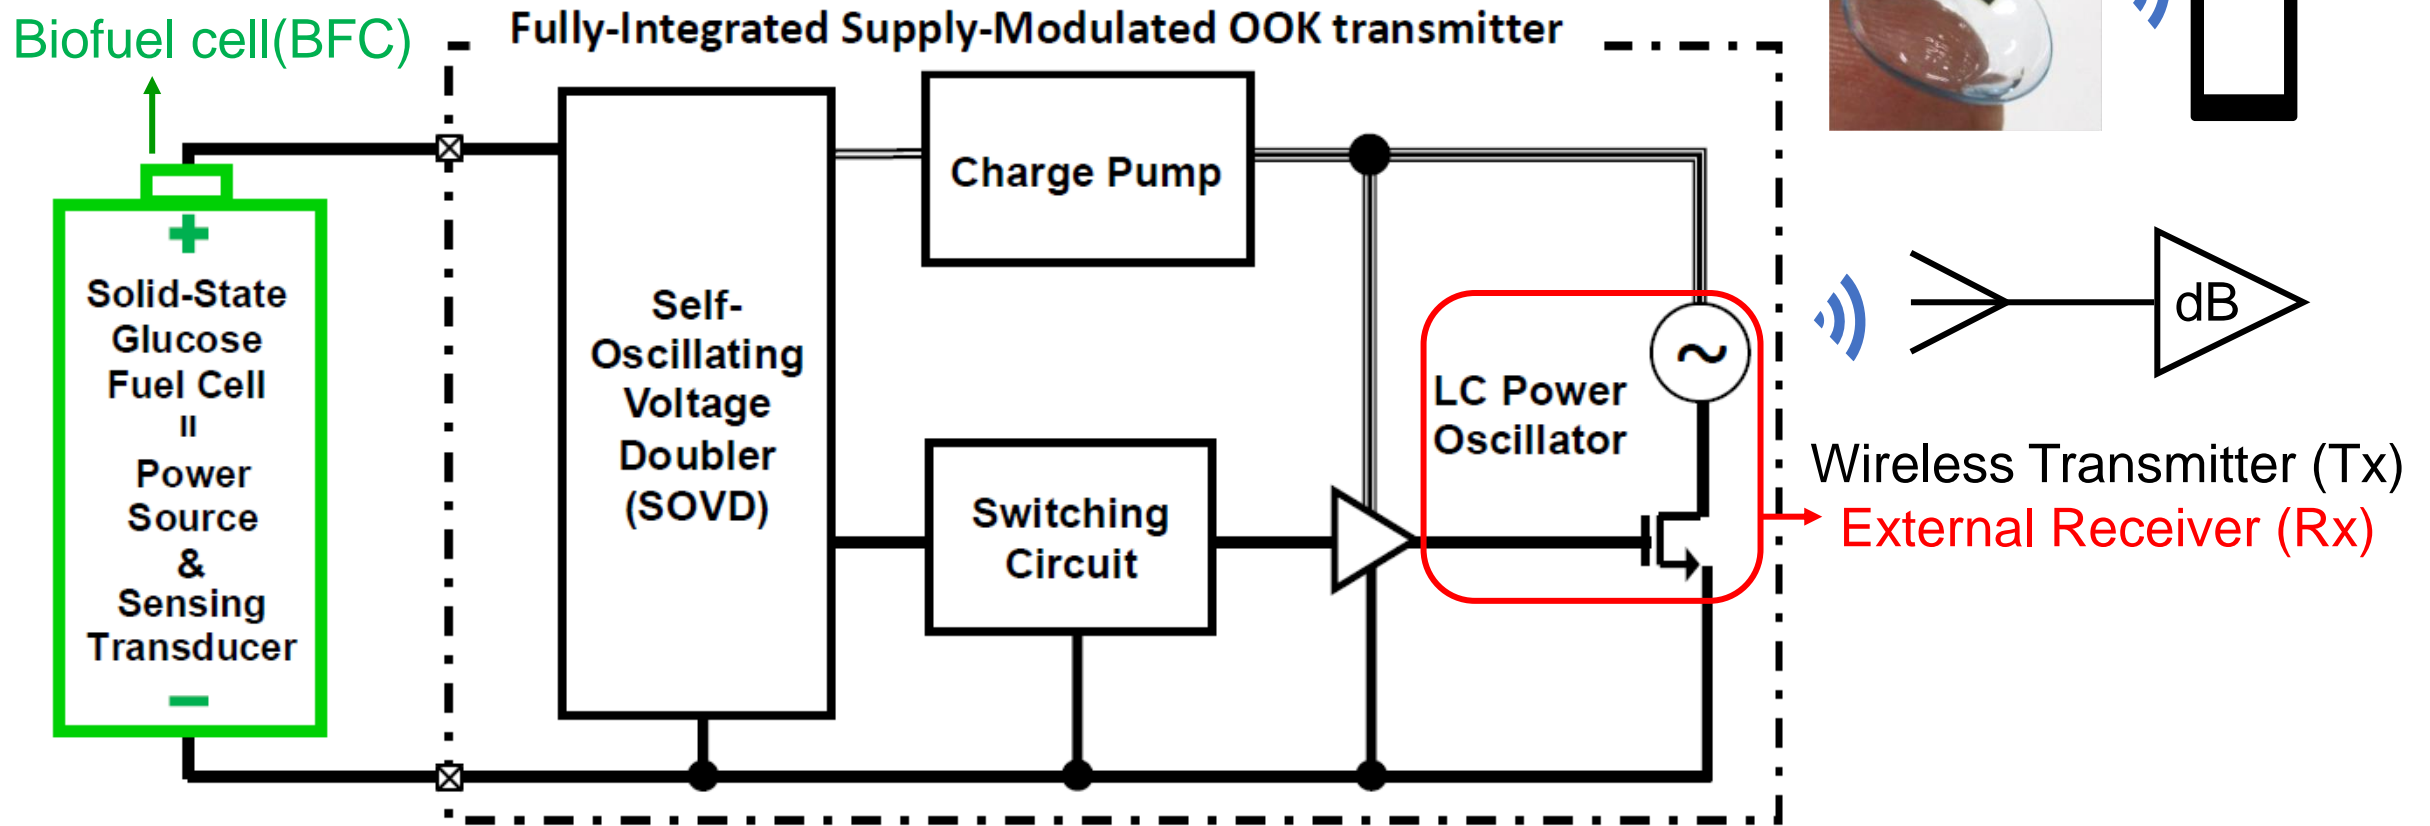 Fully-Integrated Supply-Modulated OOK transmitter
Biofuel cell(BFC)
+
Solid-State
Glucose
Fuel Cell
=
Power
Source
&
Sensing
Transducer
−
Self-
Oscillating
Voltage
Doubler
(SOVD)
Charge Pump
Switching
Circuit
LC Power
Oscillator
~
dB
Wireless Transmitter (Tx)
External Receiver (Rx)